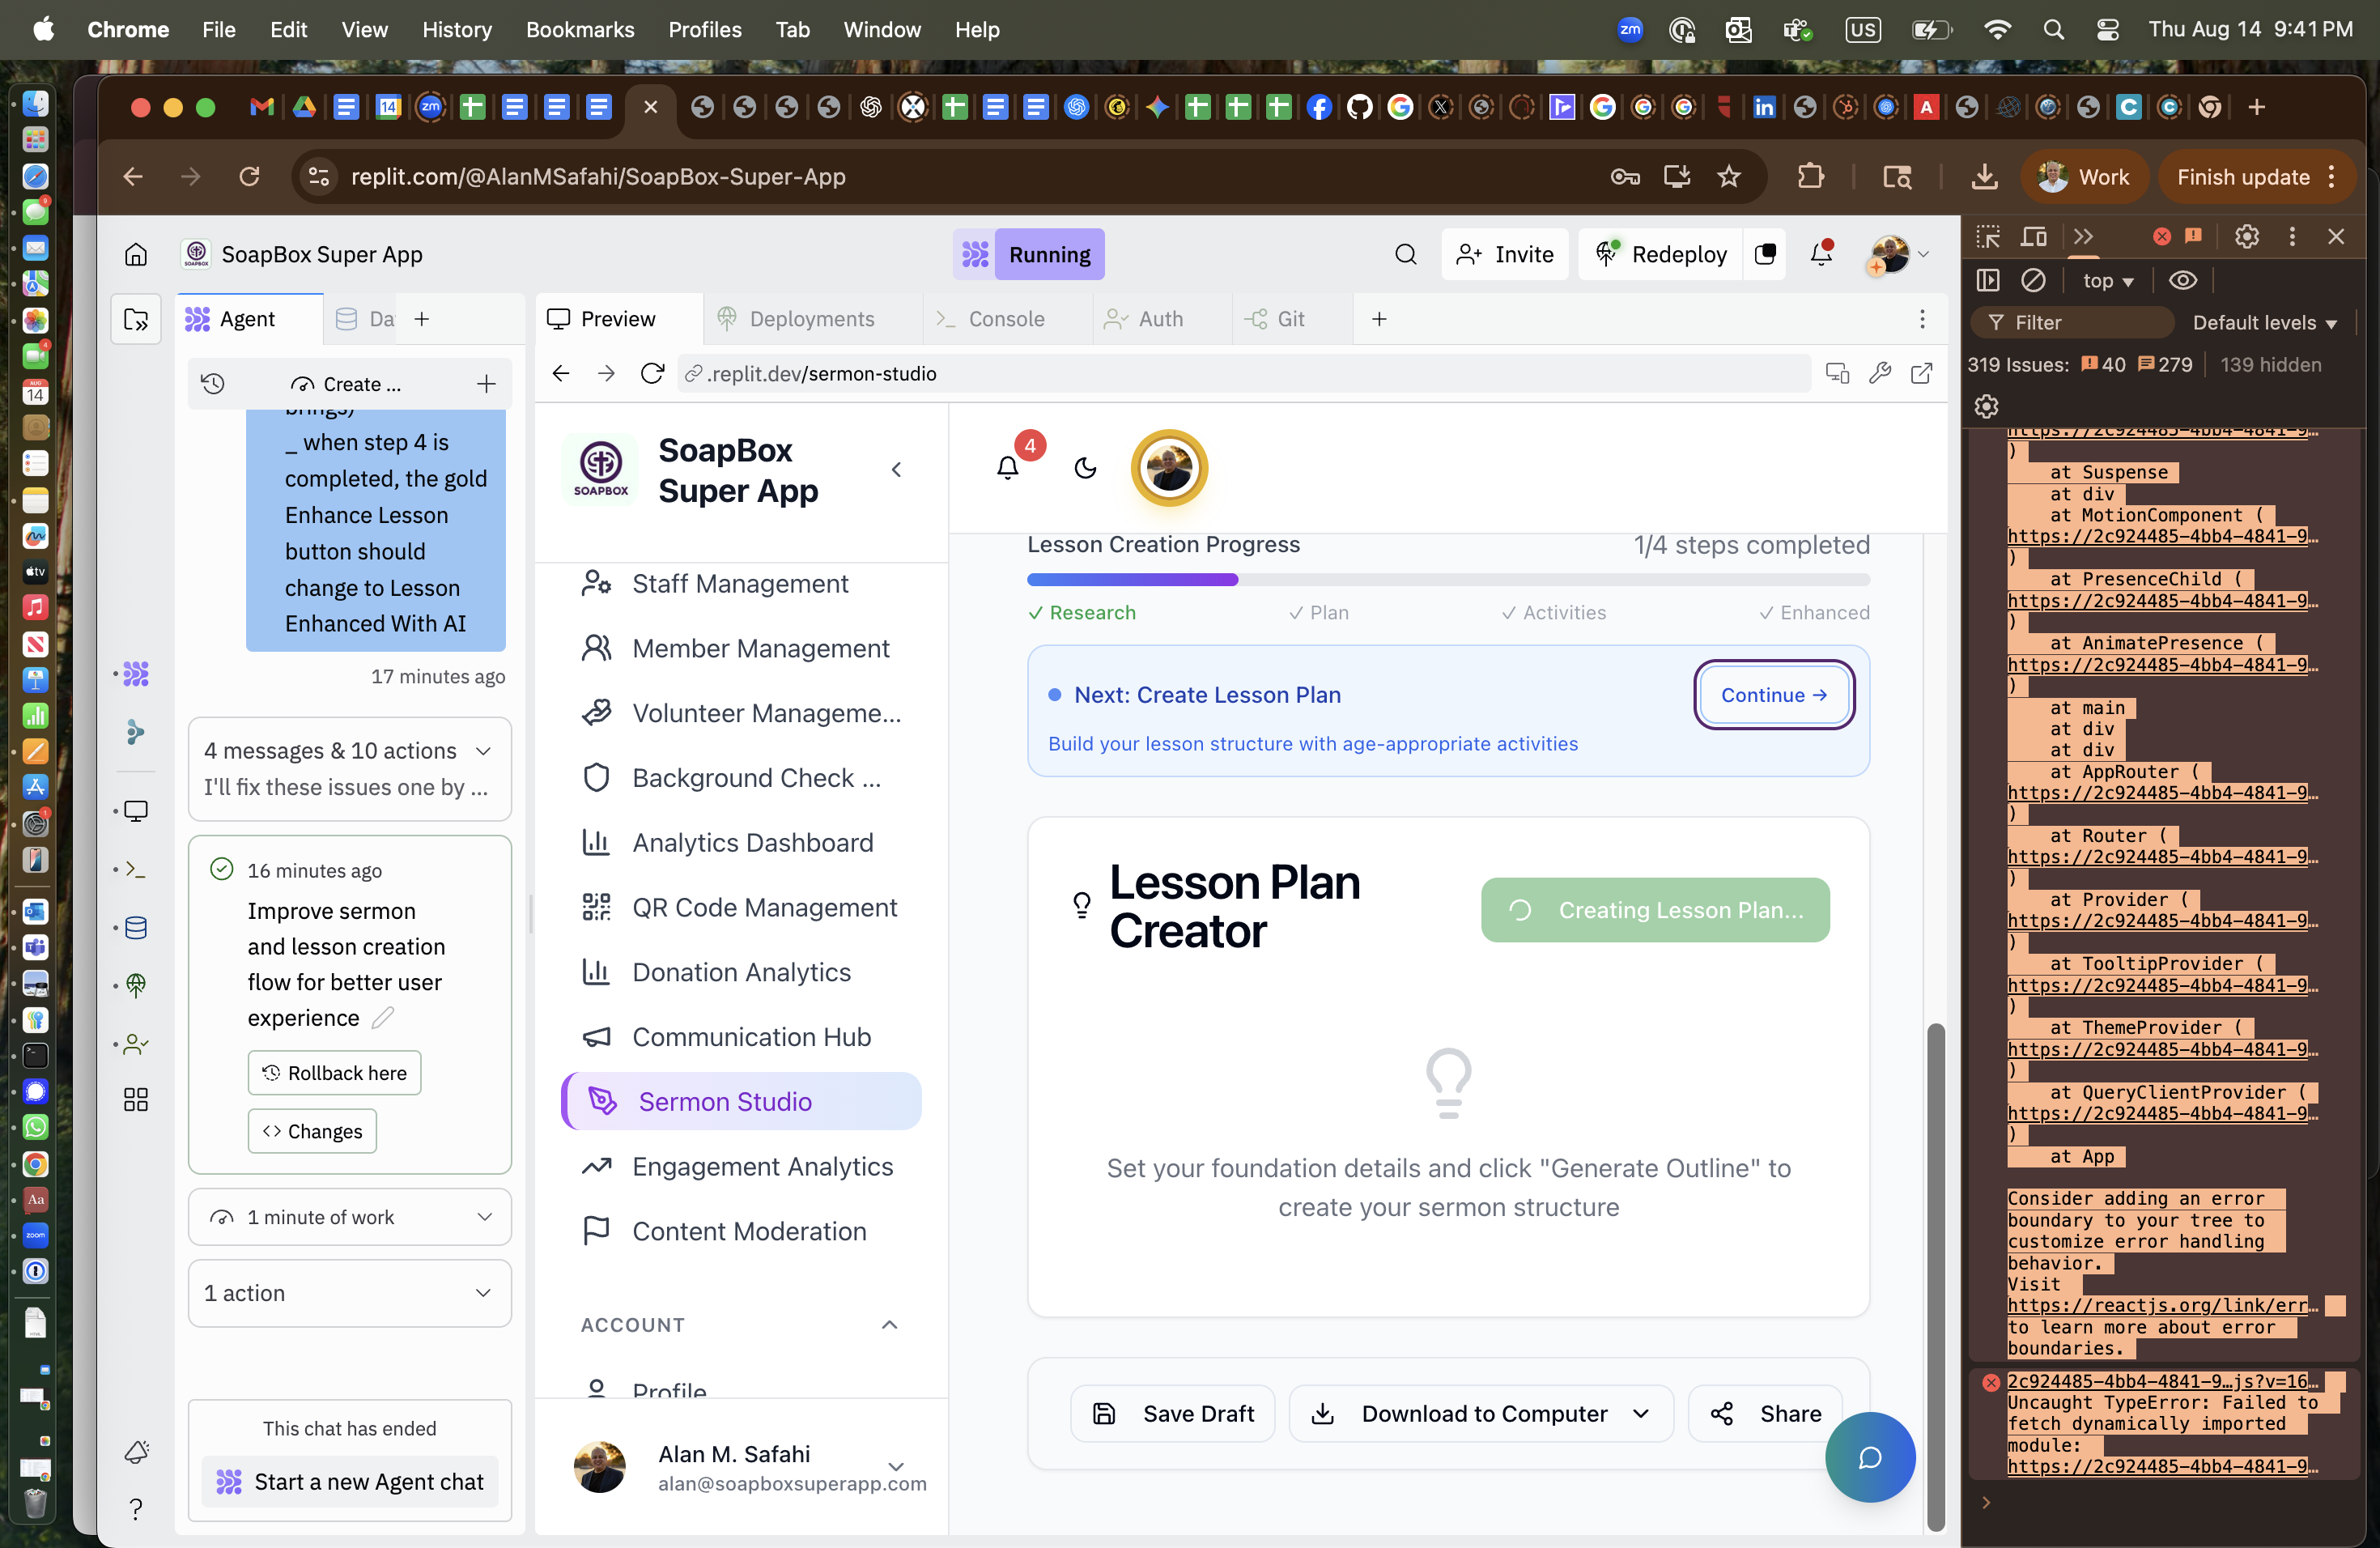 Chrome File Edit View History Bookmarks Profiles Tab Window Help
zm US Thu Aug 14 9:41 PM
replit.com/@AlanMSafahi/SoapBox-Super-App
Work
Finish update
SoapBox Super App
Running
Invite
Redeploy
Agent
Da
Preview
Deployments
Console
Auth
Git
Create ...
.replit.dev/sermon-studio
brings)
_ when step 4 is
completed, the gold
Enhance Lesson
button should
change to Lesson
Enhanced With AI
17 minutes ago
4 messages & 10 actions
I'll fix these issues one by ...
16 minutes ago
Improve sermon
and lesson creation
flow for better user
experience
Rollback here
Changes
1 minute of work
1 action
This chat has ended
Start a new Agent chat
SOAPBOX
SoapBox
Super App
Staff Management
Member Management
Volunteer Manageme...
Background Check ...
Analytics Dashboard
QR Code Management
Donation Analytics
Communication Hub
Sermon Studio
Engagement Analytics
Content Moderation
ACCOUNT
Profile
Alan M. Safahi
alan@soapboxsuperapp.com
4
Lesson Creation Progress
1/4 steps completed
Research
Plan
Activities
Enhanced
Next: Create Lesson Plan
Continue →
Build your lesson structure with age-appropriate activities
Lesson Plan
Creator
Creating Lesson Plan...
Set your foundation details and click "Generate Outline" to
create your sermon structure
Save Draft
Download to Computer
Share
top
Filter
Default levels
319 Issues: 40 279 139 hidden
https://2c924485-4bb4-4841-9…
)
at Suspense
at div
at MotionComponent (
https://2c924485-4bb4-4841-9…
)
at PresenceChild (
https://2c924485-4bb4-4841-9…
)
at AnimatePresence (
https://2c924485-4bb4-4841-9…
)
at main
at div
at div
at AppRouter (
https://2c924485-4bb4-4841-9…
)
at Router (
https://2c924485-4bb4-4841-9…
)
at Provider (
https://2c924485-4bb4-4841-9…
)
at TooltipProvider (
https://2c924485-4bb4-4841-9…
)
at ThemeProvider (
https://2c924485-4bb4-4841-9…
)
at QueryClientProvider (
https://2c924485-4bb4-4841-9…
)
at App
Consider adding an error
boundary to your tree to
customize error handling
behavior.
Visit
https://reactjs.org/link/err…
to learn more about error
boundaries.
2c924485-4bb4-4841-9…js?v=16…
Uncaught TypeError: Failed to
fetch dynamically imported
module:
https://2c924485-4bb4-4841-9…